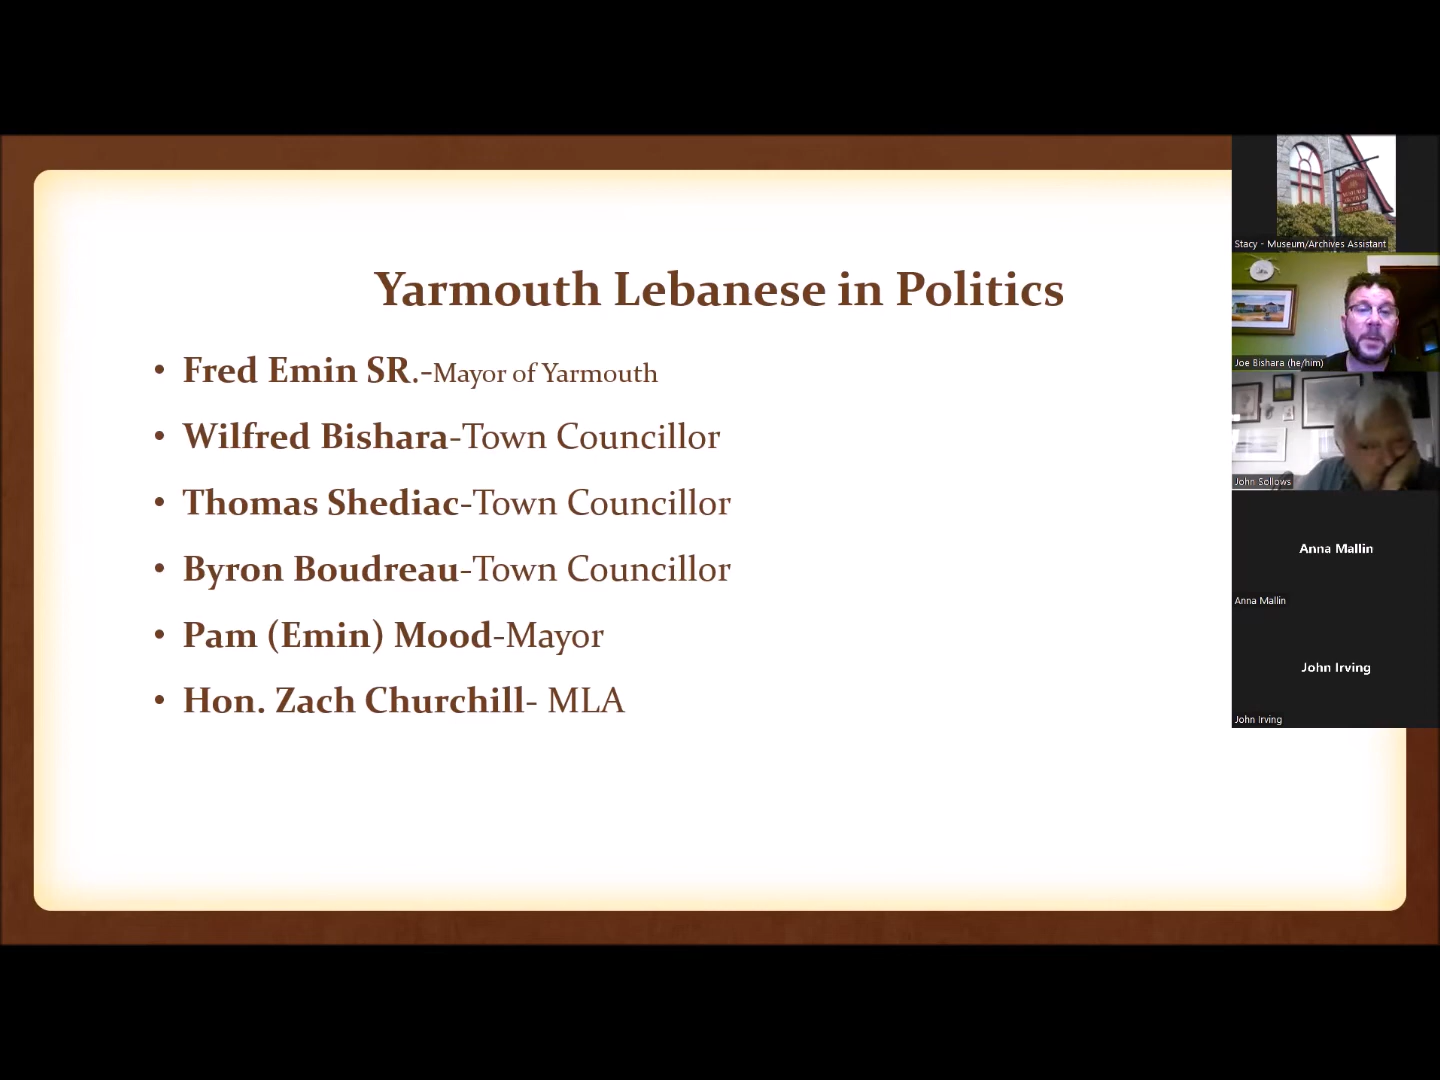 Yarmouth Lebanese in Politics
• Fred Emin SR.-Mayor of Yarmouth
• Wilfred Bishara-Town Councillor
• Thomas Shediac-Town Councillor
• Byron Boudreau-Town Councillor
• Pam (Emin) Mood-Mayor
• Hon. Zach Churchill- MLA
Stacy - Museum/Archives Assistant
Joe Bishara (he/him)
John Sollows
Anna Mallin
Anna Mallin
John Irving
John Irving